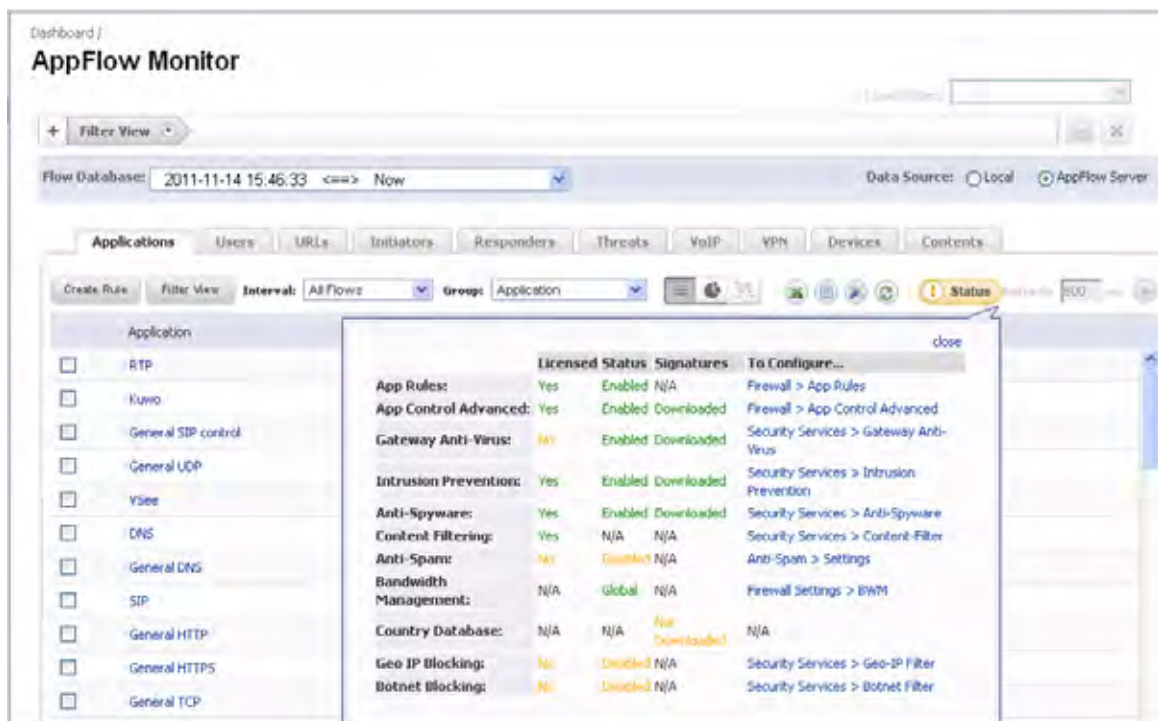 Dashboard /
AppFlow Monitor
+ Filter View
Flow Database: 2011-11-14 15:46:33 <==> Now Data Source: Local AppFlow Server
Applications Users URLs Initiators Responders Threats VoIP VPN Devices Contents
Create Rule Filter View Interval: All Flows Group: Application Status
Application
close
Licensed Status Signatures To Configure...
RTP
App Rules: Yes Enabled N/A Firewall > App Rules
Kuwo
App Control Advanced: Yes Enabled Downloaded Firewall > App Control Advanced
General SIP control
Gateway Anti-Virus: No Enabled Downloaded Security Services > Gateway Anti-
Virus
General UDP
Intrusion Prevention: Yes Enabled Downloaded Security Services > Intrusion
Prevention
VSee
Anti-Spyware: Yes Enabled Downloaded Security Services > Anti-Spyware
DNS
Content Filtering: Yes N/A N/A Security Services > Content-Filter
General DNS
Anti-Spam: No Disabled N/A Anti-Spam > Settings
SIP
Bandwidth
Management: N/A Global N/A Firewall Settings > BWM
General HTTP
Country Database: N/A N/A Not
Downloaded N/A
General HTTPS
Geo IP Blocking: No Disabled N/A Security Services > Geo-IP Filter
Botnet Blocking: No Disabled N/A Security Services > Botnet Filter
General TCP